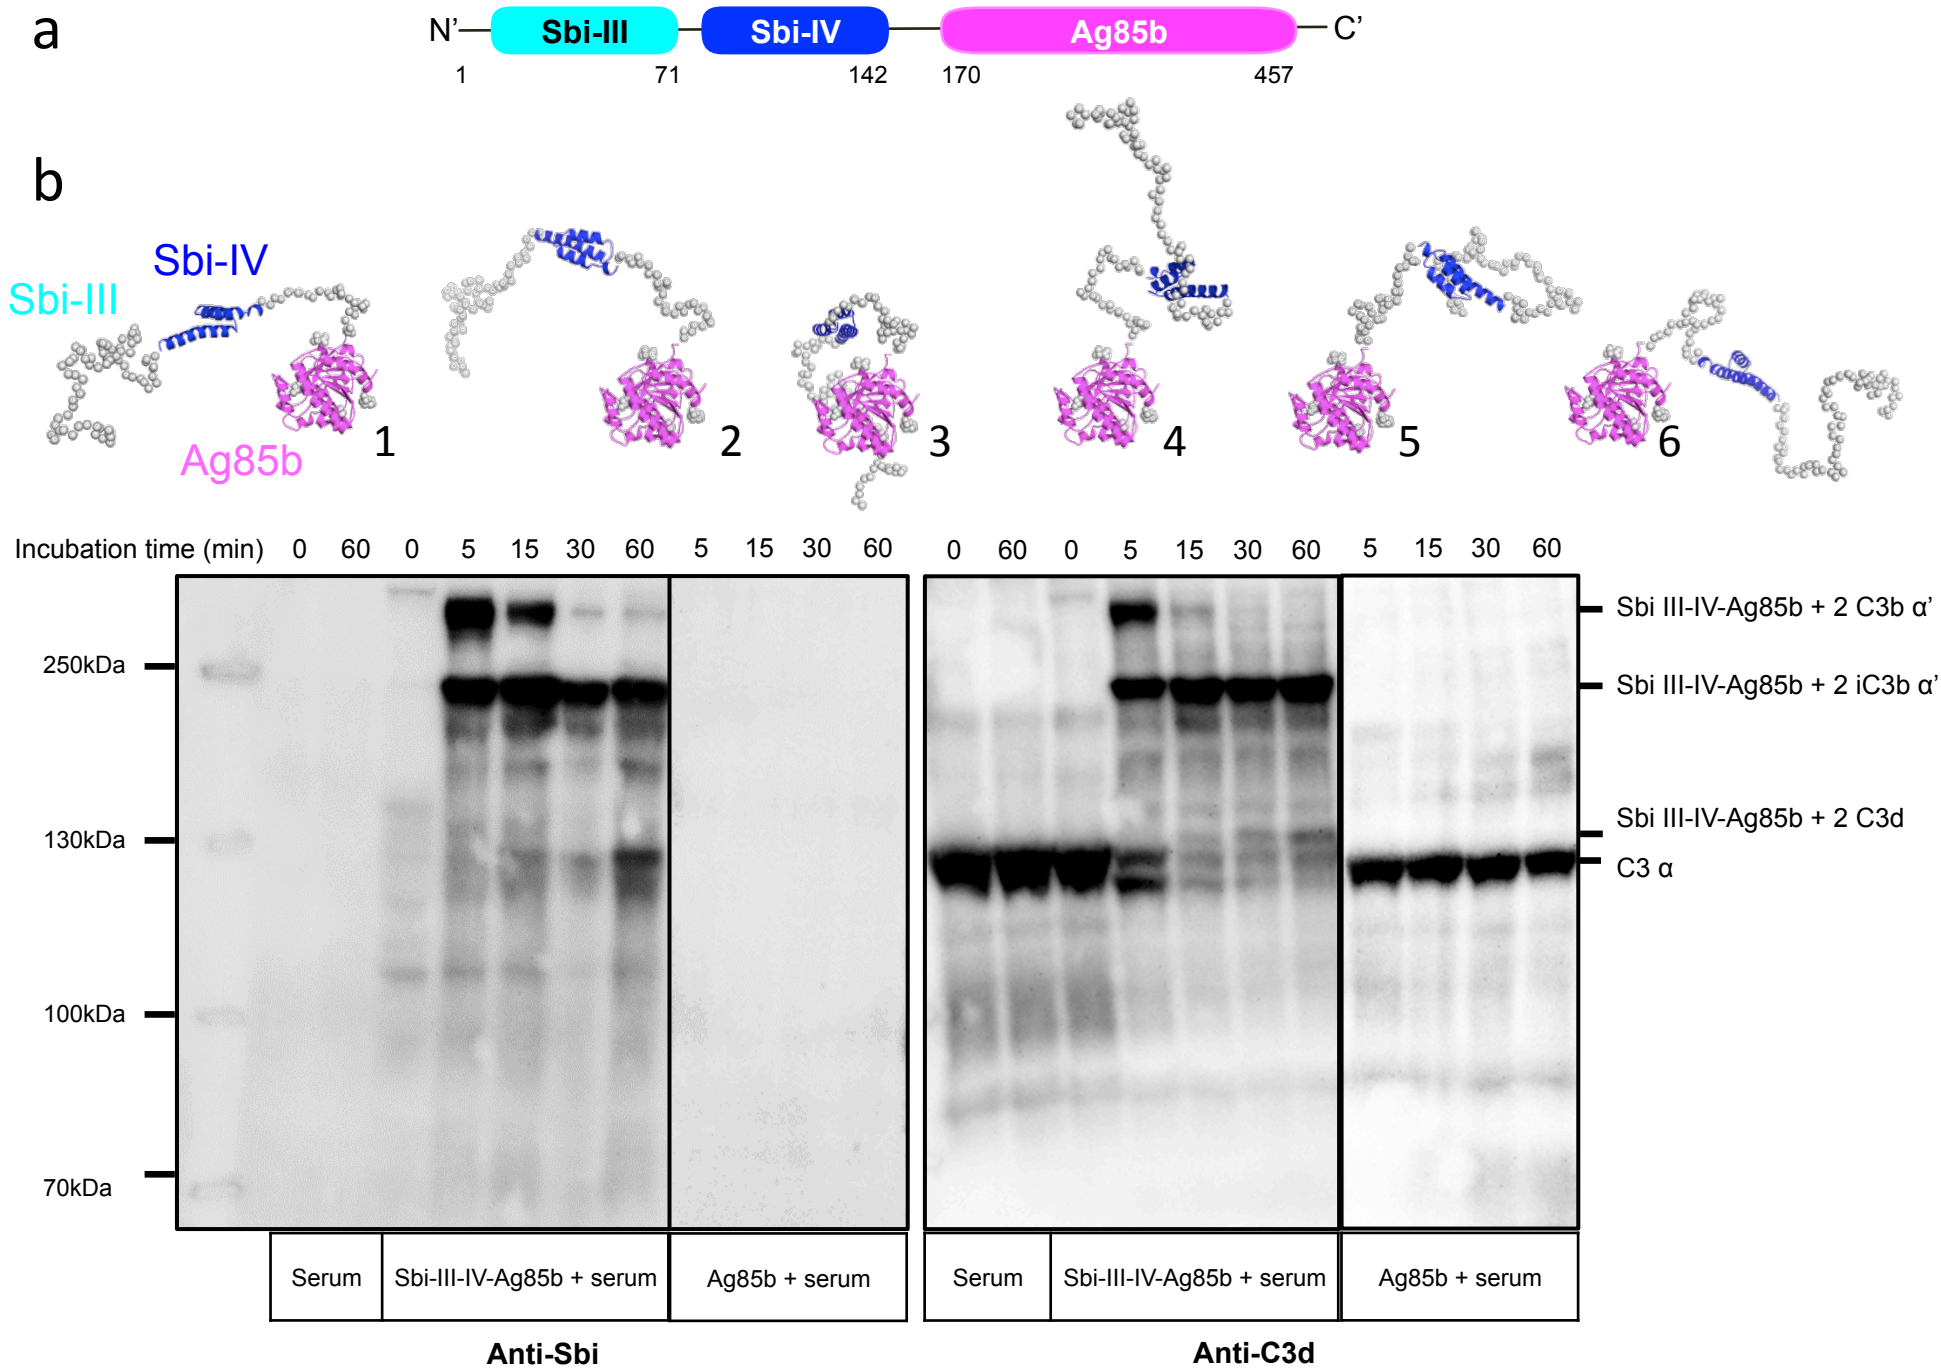 a
N’ Sbi-III Sbi-IV Ag85b C’
1 71 142 170 457
b
Sbi-IV
Sbi-III
Ag85b
1 2 3 4 5 6
Incubation time (min) 0 60 0 5 15 30 60 5 15 30 60 0 60 0 5 15 30 60 5 15 30 60
Sbi III-IV-Ag85b + 2 C3b α’
250kDa
Sbi III-IV-Ag85b + 2 iC3b α’
Sbi III-IV-Ag85b + 2 C3d
130kDa
C3 α
100kDa
70kDa
Serum Sbi-III-IV-Ag85b + serum Ag85b + serum Serum Sbi-III-IV-Ag85b + serum Ag85b + serum
Anti-Sbi Anti-C3d